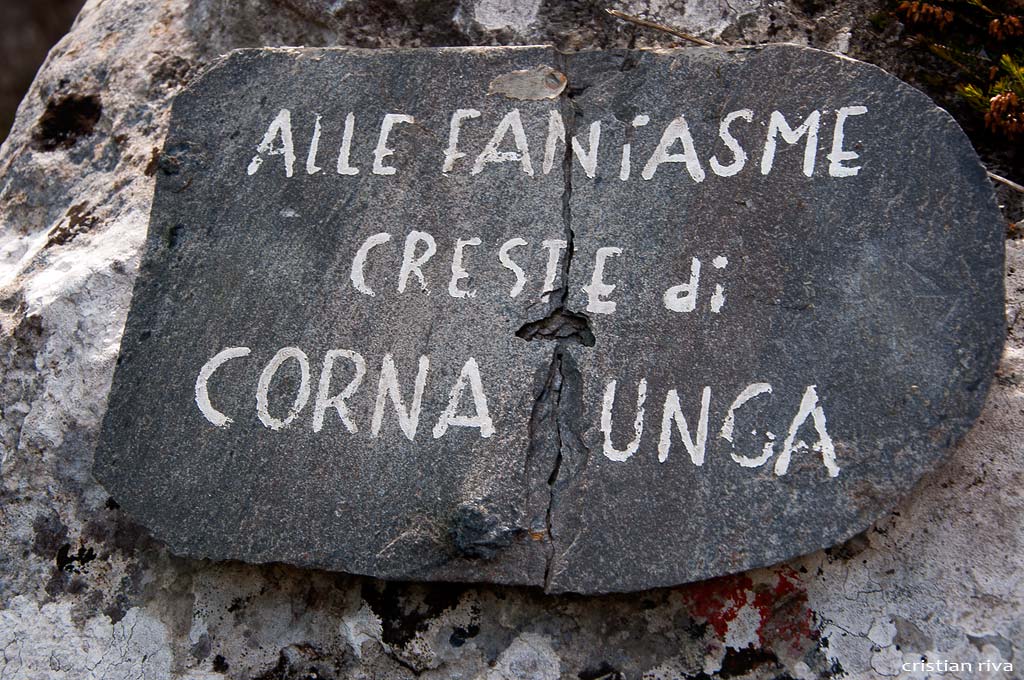 ALLE FANTASME
CRESTE di
CORNA UNGA
cristian riva